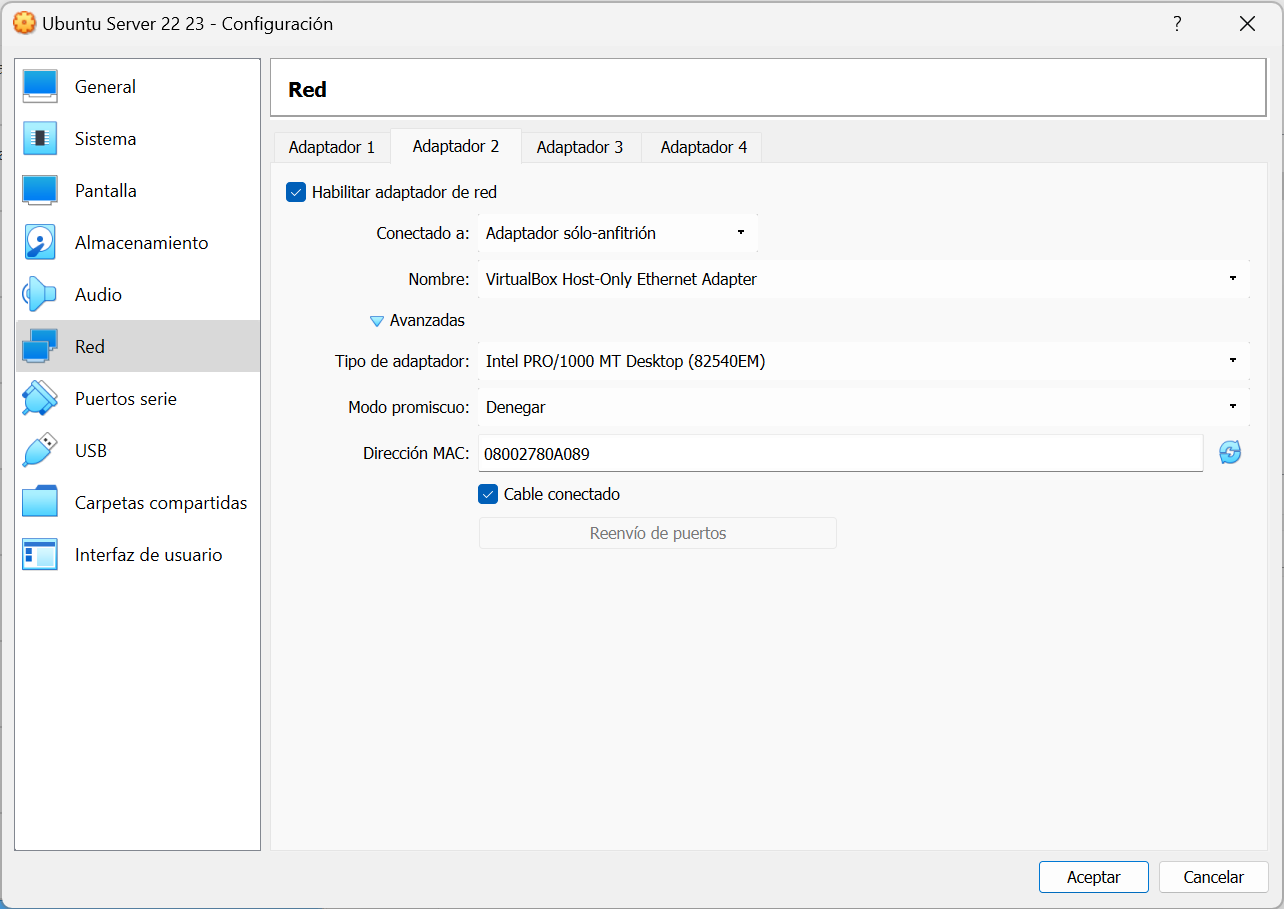 Ubuntu Server 22 23 - Configuración
?
General
Sistema
Pantalla
Almacenamiento
Audio
Red
Puertos serie
USB
Carpetas compartidas
Interfaz de usuario
Red
Adaptador 1 Adaptador 2 Adaptador 3 Adaptador 4
Habilitar adaptador de red
Conectado a: Adaptador sólo-anfitrión
Nombre: VirtualBox Host-Only Ethernet Adapter
Avanzadas
Tipo de adaptador: Intel PRO/1000 MT Desktop (82540EM)
Modo promiscuo: Denegar
Dirección MAC: 08002780A089
Cable conectado
Reenvío de puertos
Aceptar Cancelar